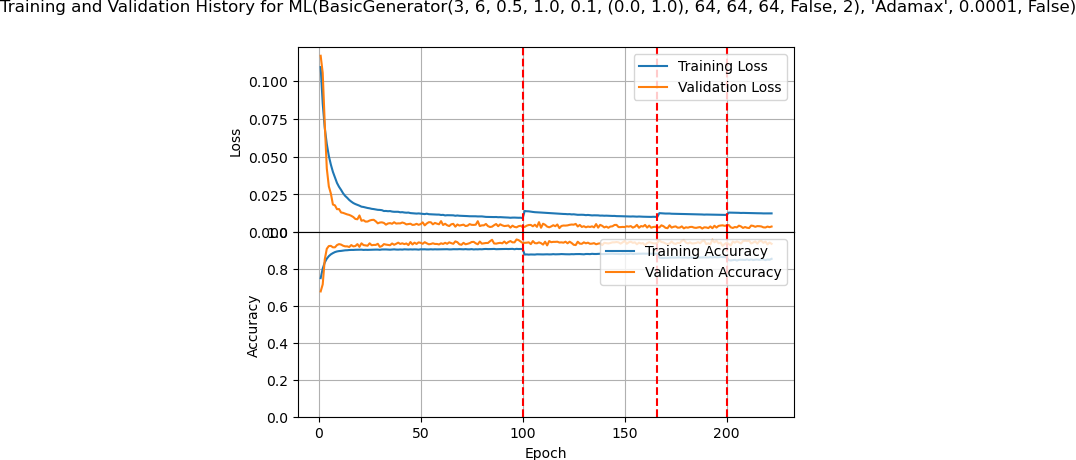 Training and Validation History for ML(BasicGenerator(3, 6, 0.5, 1.0, 0.1, (0.0, 1.0), 64, 64, 64, False, 2), 'Adamax', 0.0001, False)
Loss
0.100
0.075
0.050
0.025
0.000
Training Loss
Validation Loss
Accuracy
1.0
0.8
0.6
0.4
0.2
0.0
Training Accuracy
Validation Accuracy
0 50 100 150 200
Epoch